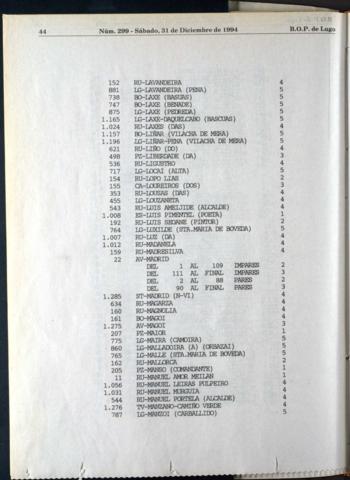 44 Núm. 299 - Sábado, 31 de Diciembre de 1994 B.O.P. de Lugo
152 RU-LAVANDEIRA 4
881 LG-LAVANDEIRA (PENA) 5
738 BO-LAXE (BASUAS) 5
747 BO-LAXE (BENADE) 5
875 LG-LAXE (PEDREDA) 5
1.165 LG-LAXE-DAQUELCABO (BASCUAS) 5
1.024 RU-LAXES (DAS) 4
1.197 BO-LIÑAR (VILACHA DE MERA) 5
1.196 LG-LIÑAR-PENA (VILACHA DE MERA) 5
621 RU-LIÑO (DO) 4
498 PZ-LIBERDADE (DA) 3
536 RU-LIGUSTRO 4
717 LG-LOCAI (ALTA) 5
154 RU-LOPO LIAS 2
155 CA-LOUREIROS (DOS) 3
353 RU-LOUSAS (DAS) 4
455 LG-LOUZANETA 4
543 RU-LUIS AMEIJIDE (ALCALDE) 4
1.008 ES-LUIS PIMENTEL (POETA) 1
192 RU-LUIS SEOANE (PINTOR) 2
764 LG-LUXILDE (STA.MARIA DE BOVEDA) 5
1.007 RU-LUZ (DA) 4
1.012 RU-MADANELA 4
159 RU-MADRESILVA 4
22 AV-MADRID
DEL 1 AL 109 IMPARES 2
DEL 111 AL FINAL IMPARES 3
DEL 2 AL 88 PARES 2
DEL 90 AL FINAL PARES 3
1.285 ST-MADRID (N-VI) 4
634 RU-MAGARZA 4
160 RU-MAGNOLIA 4
161 BO-MAGOI 4
1.275 AV-MAGOI 3
207 PZ-MAIOR 1
775 LG-MAIRA (CAMOIRA) 5
860 LG-MALLADOIRA (A) (ORBAZAI) 5
765 LG-MALLE (STA.MARIA DE BOVEDA) 5
162 RU-MALLORCA 2
205 PZ-MANSO (COMANDANTE) 1
11 RU-MANUEL AMOR MEILAN 1
1.056 RU-MANUEL LEIRAS PULPEIRO 4
1.031 RU-MANUEL MURGUIA 4
544 RU-MANUEL PORTELA (ALCALDE) 4
1.276 TV-MANZANO-CAMIÑO VERDE 4
787 LG-MANZOI (CARBALLIDO) 5